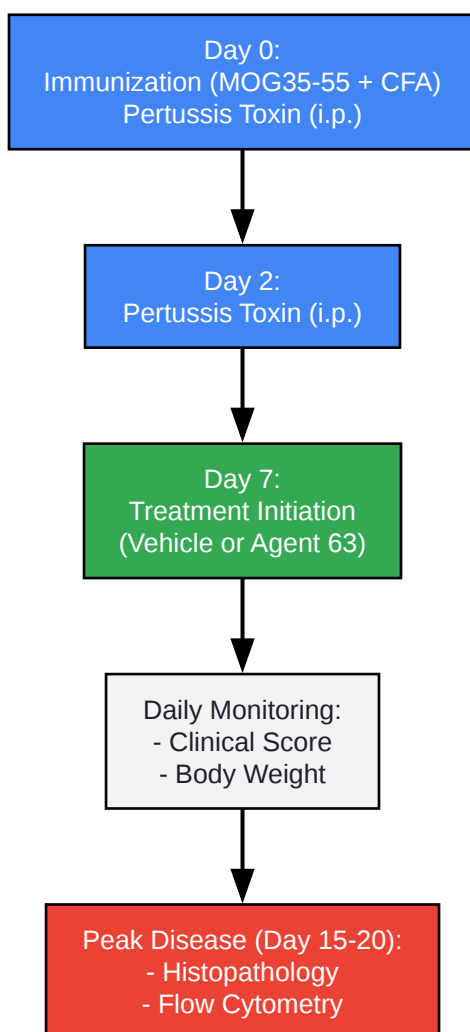 Day 0:
Immunization (MOG35-55 + CFA)
Pertussis Toxin (i.p.)
Day 2:
Pertussis Toxin (i.p.)
Day 7:
Treatment Initiation
(Vehicle or Agent 63)
Daily Monitoring:
- Clinical Score
- Body Weight
Peak Disease (Day 15-20):
- Histopathology
- Flow Cytometry